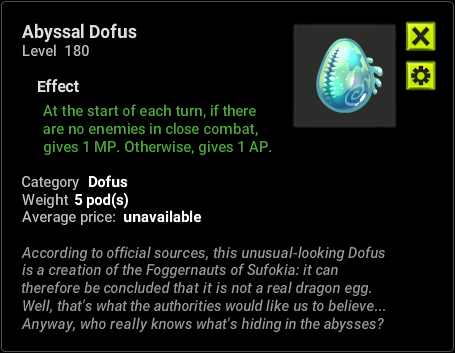 Abyssal Dofus
Level 180
Effect
At the start of each turn, if there
are no enemies in close combat,
gives 1 MP. Otherwise, gives 1 AP.
Category Dofus
Weight 5 pod(s)
Average price: unavailable
According to official sources, this unusual-looking Dofus
is a creation of the Foggernauts of Sufokia: it can
therefore be concluded that it is not a real dragon egg.
Well, that's what the authorities would like us to believe...
Anyway, who really knows what's hiding in the abysses?